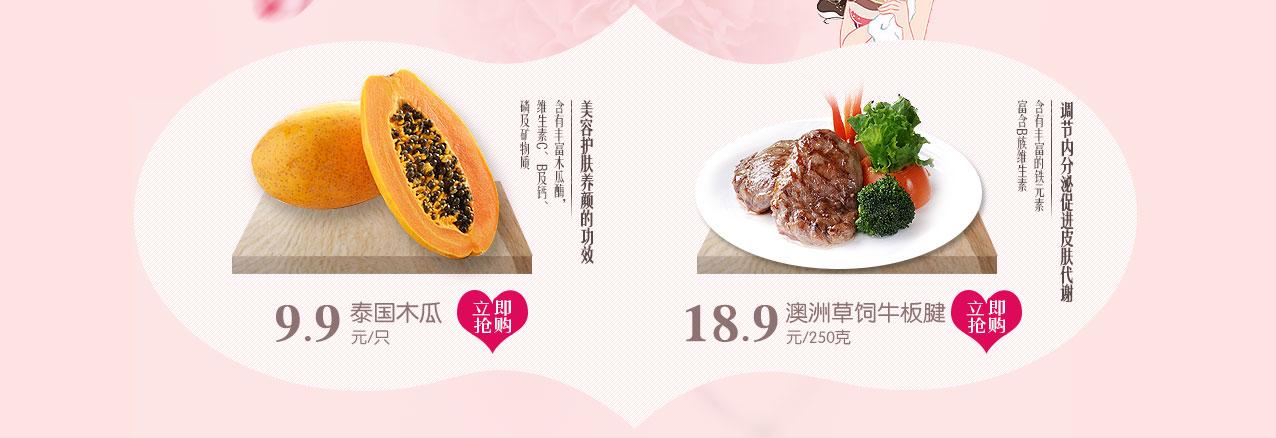 美容护肤养颜的功效
含有丰富木瓜酶，
维生素C、B及钙、
磷及矿物质
9.9
泰国木瓜
元/只
立即
抢购
调节内分泌促进皮肤代谢
含有丰富的铁元素
富含B族维生素
18.9
澳洲草饲牛板腱
元/250克
立即
抢购